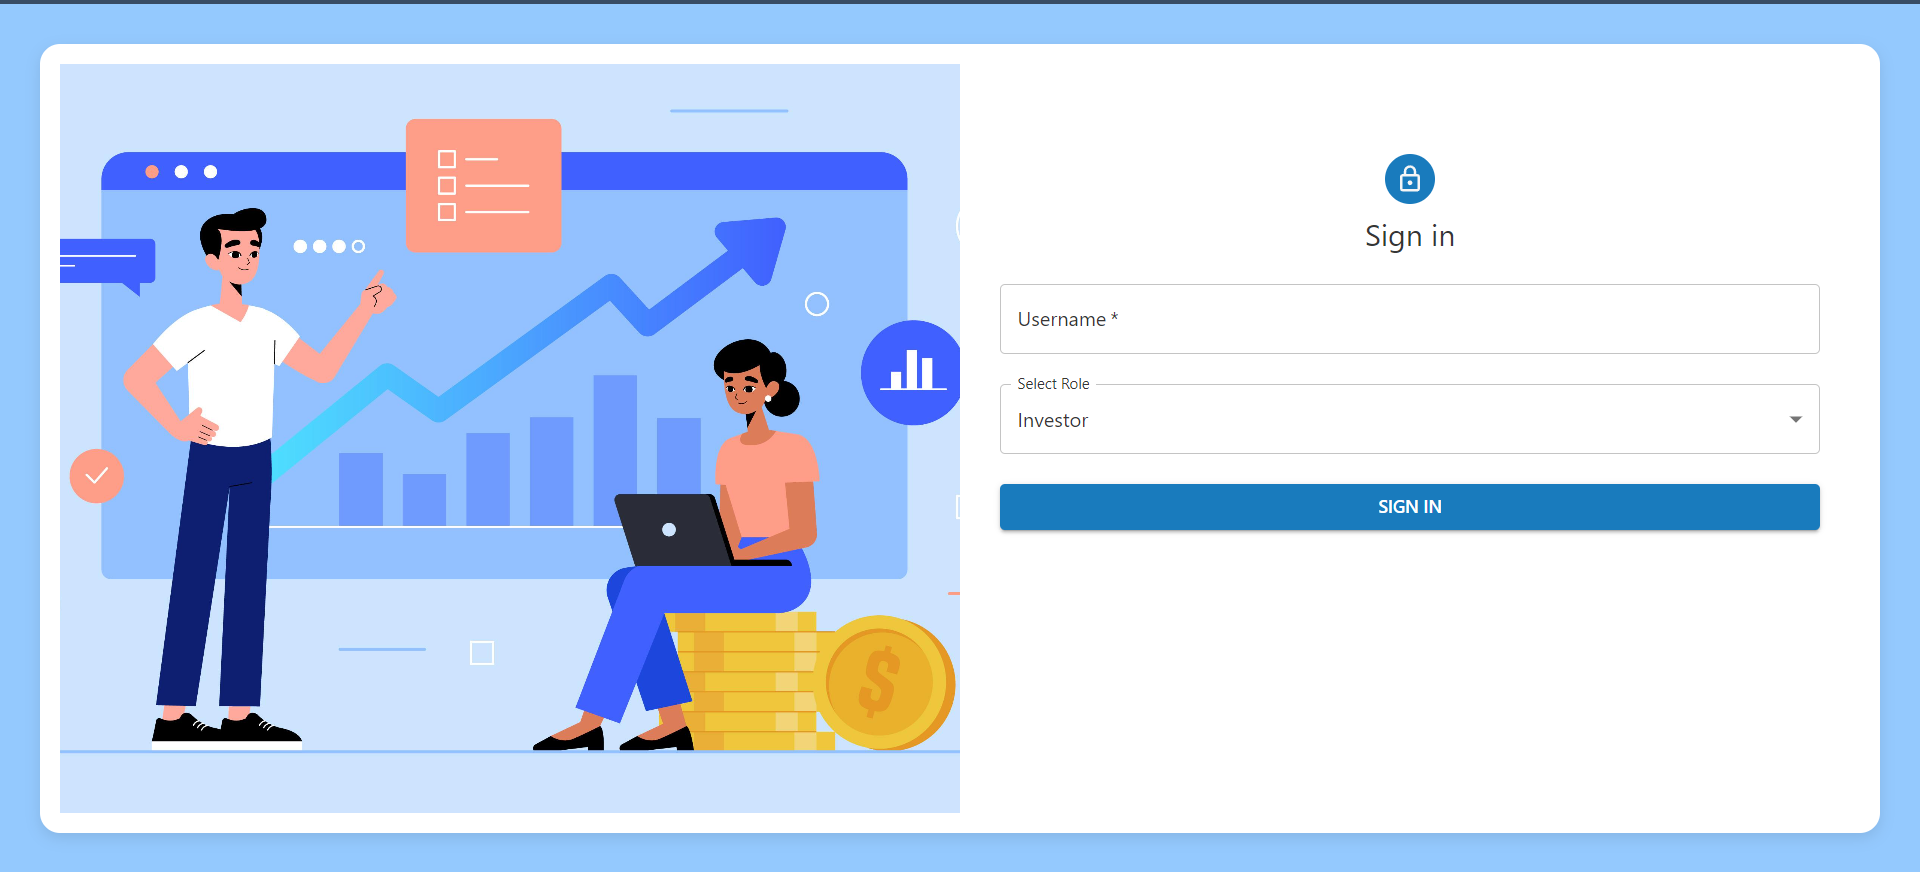 Sign in
Username *
Select Role
Investor
SIGN IN
$